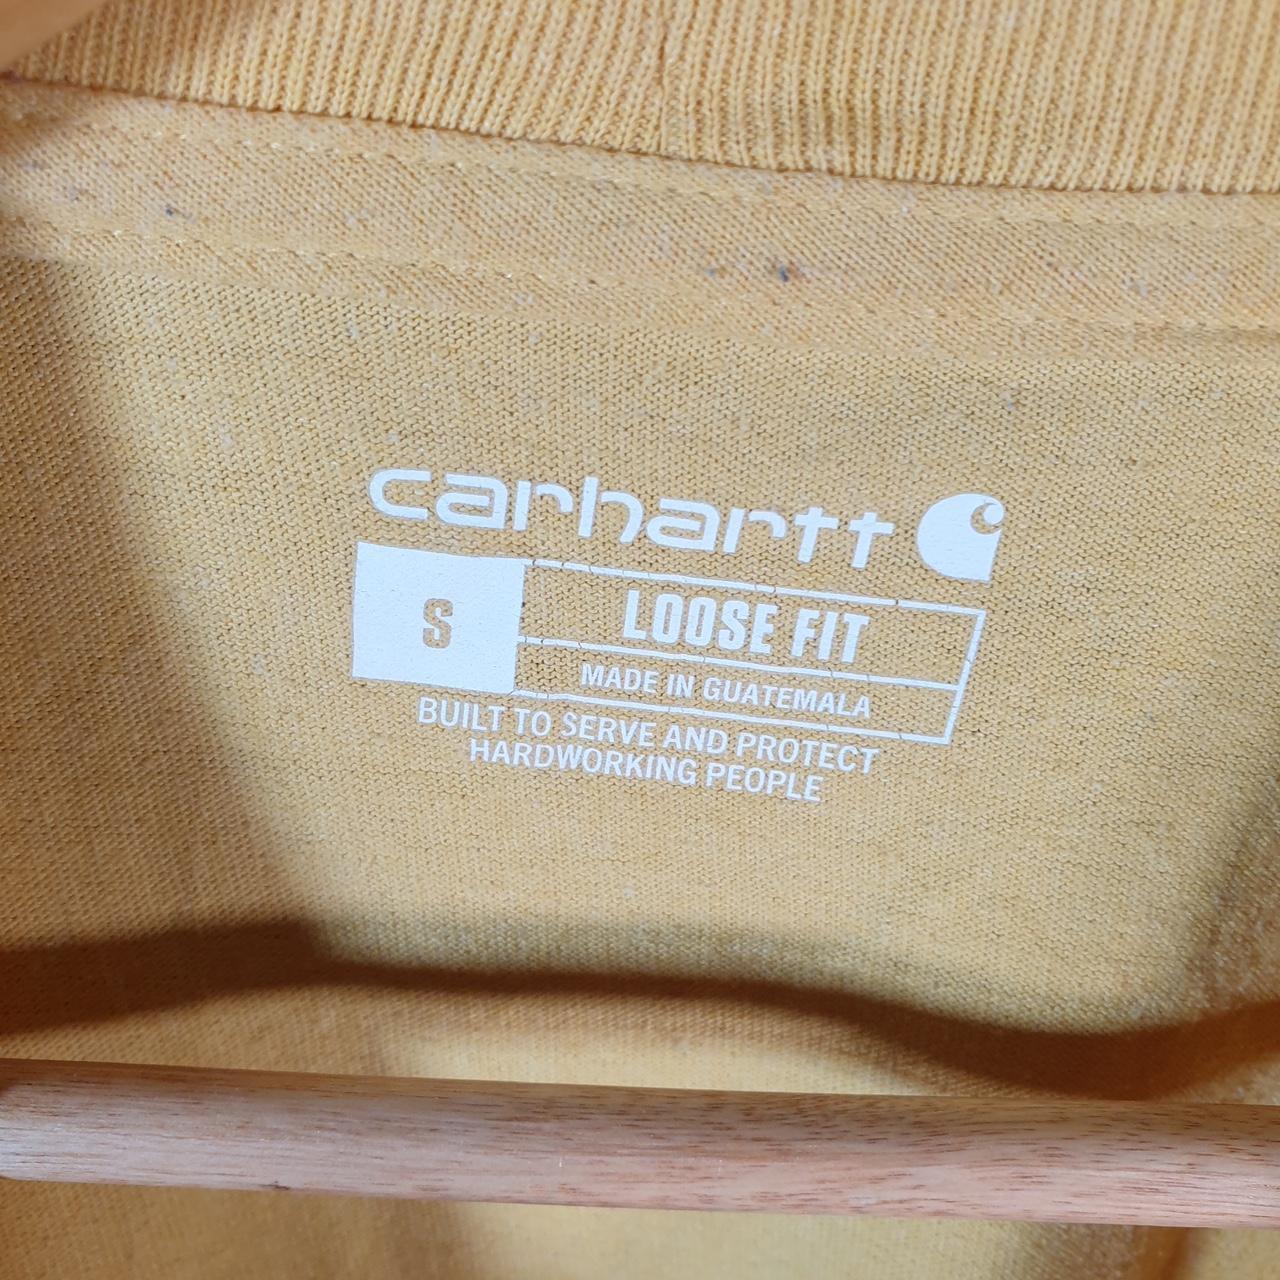 carhartt
S
LOOSE FIT
MADE IN GUATEMALA
BUILT TO SERVE AND PROTECT
HARDWORKING PEOPLE